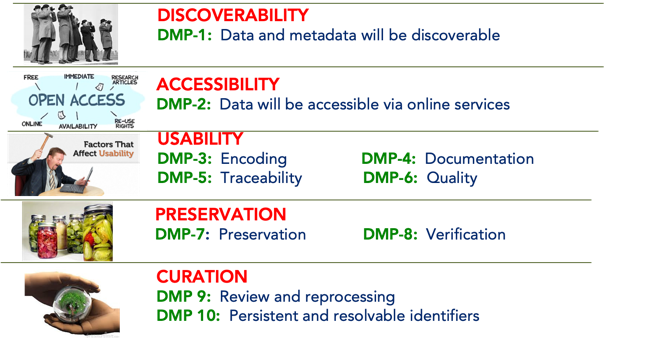 DISCOVERABILITY
DMP-1: Data and metadata will be discoverable
FREE IMMEDIATE RESEARCH ARTICLES
OPEN ACCESS
ONLINE AVAILABILITY RE-USE RIGHTS
ACCESSIBILITY
DMP-2: Data will be accessible via online services
Factors That
Affect Usability
USABILITY
DMP-3: Encoding DMP-4: Documentation
DMP-5: Traceability DMP-6: Quality
PRESERVATION
DMP-7: Preservation DMP-8: Verification
CURATION
DMP 9: Review and reprocessing
DMP 10: Persistent and resolvable identifiers